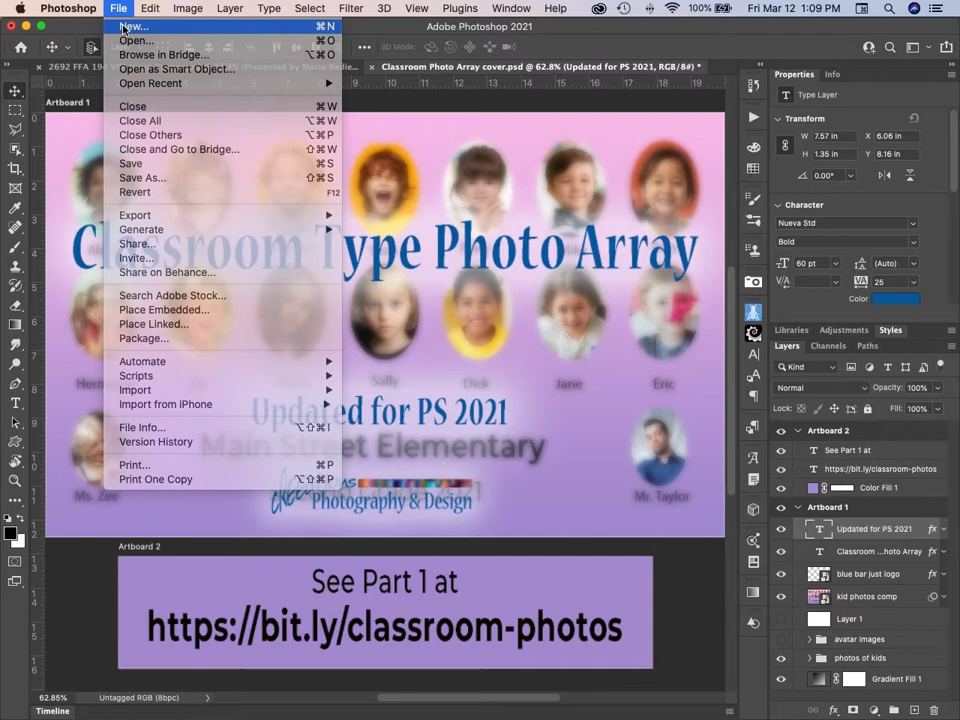 Photoshop File Edit Image Layer Type Select Filter 3D View Plugins Window Help 100% Fri Mar 12 1:09 PM
Adobe Photoshop 2021
3D Mode:
Classroom Photo Array cover.psd @ 62.8% (Updated for PS 2021, RGB/8#) *
Artboard 1
New... ⌘N
Open... ⌘O
Browse in Bridge... ⌥⌘O
Open as Smart Object...
Open Recent
Close ⌘W
Close All ⌥⌘W
Close Others ⌥⌘P
Close and Go to Bridge... ⇧⌘W
Save ⌘S
Save As... ⇧⌘S
Revert F12
Export
Generate
Share...
Invite...
Share on Behance...
Search Adobe Stock...
Place Embedded...
Place Linked...
Package...
Automate
Scripts
Import
Import from iPhone
File Info... ⌥⇧⌘I
Version History
Print... ⌘P
Print One Copy ⌥⇧⌘P
Classroom Type Photo Array
Sally Dick Jane Eric
Updated for PS 2021
Main Street Elementary
Photography & Design
Ms. Zee Mr. Taylor
Artboard 2
See Part 1 at
https://bit.ly/classroom-photos
62.85% Untagged RGB (8bpc)
Timeline
Properties Info
Type Layer
Transform
W 7.57 in X 6.06 in
H 1.35 in Y 8.16 in
0.00°
Character
Nueva Std
Bold
60 pt (Auto)
25
Color
Libraries Adjustments Styles
Layers Channels Paths
Kind
Normal Opacity: 100%
Lock: Fill: 100%
Artboard 2
See Part 1 at
https://bit.ly/classroom-photos
Color Fill 1
Artboard 1
Updated for PS 2021 fx
Classroom ...hoto Array fx
blue bar just logo fx
kid photos comp
Layer 1
avatar images
photos of kids
Gradient Fill 1